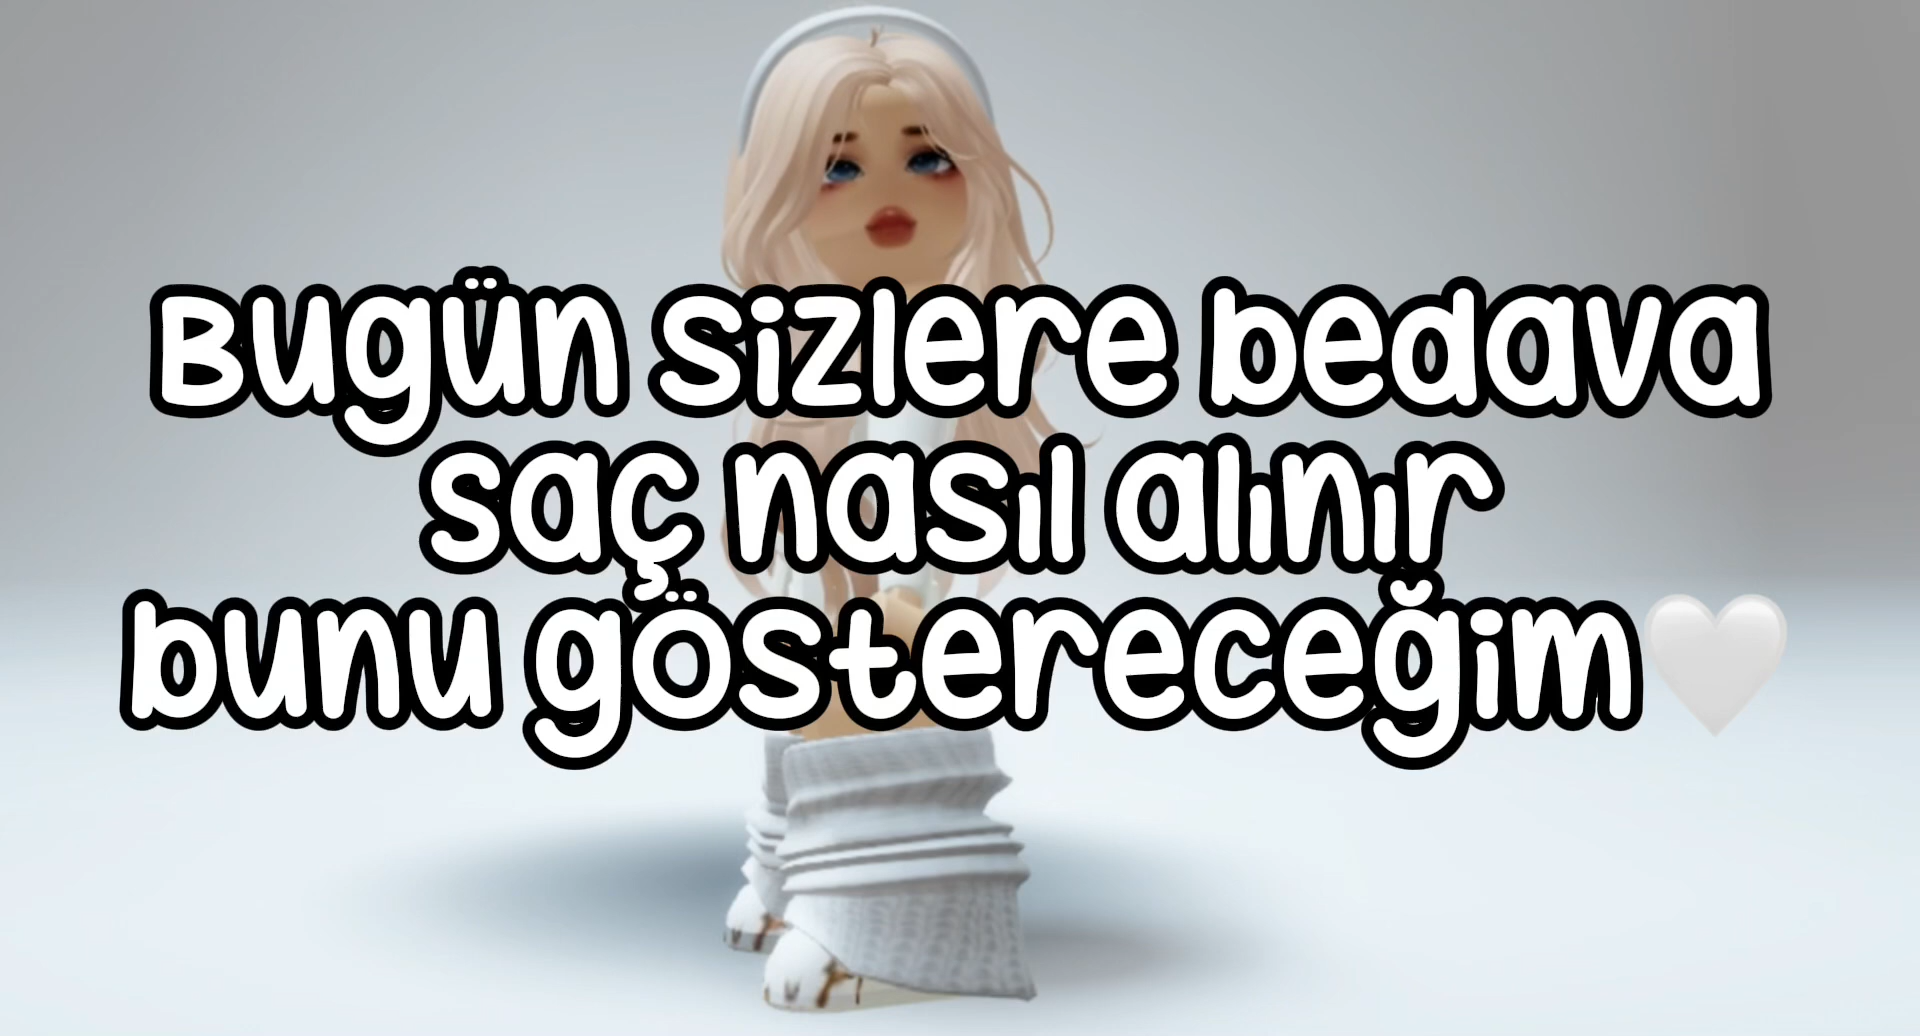 Bugün sizlere bedava
saç nasıl alınır
bunu göstereceğim🤍